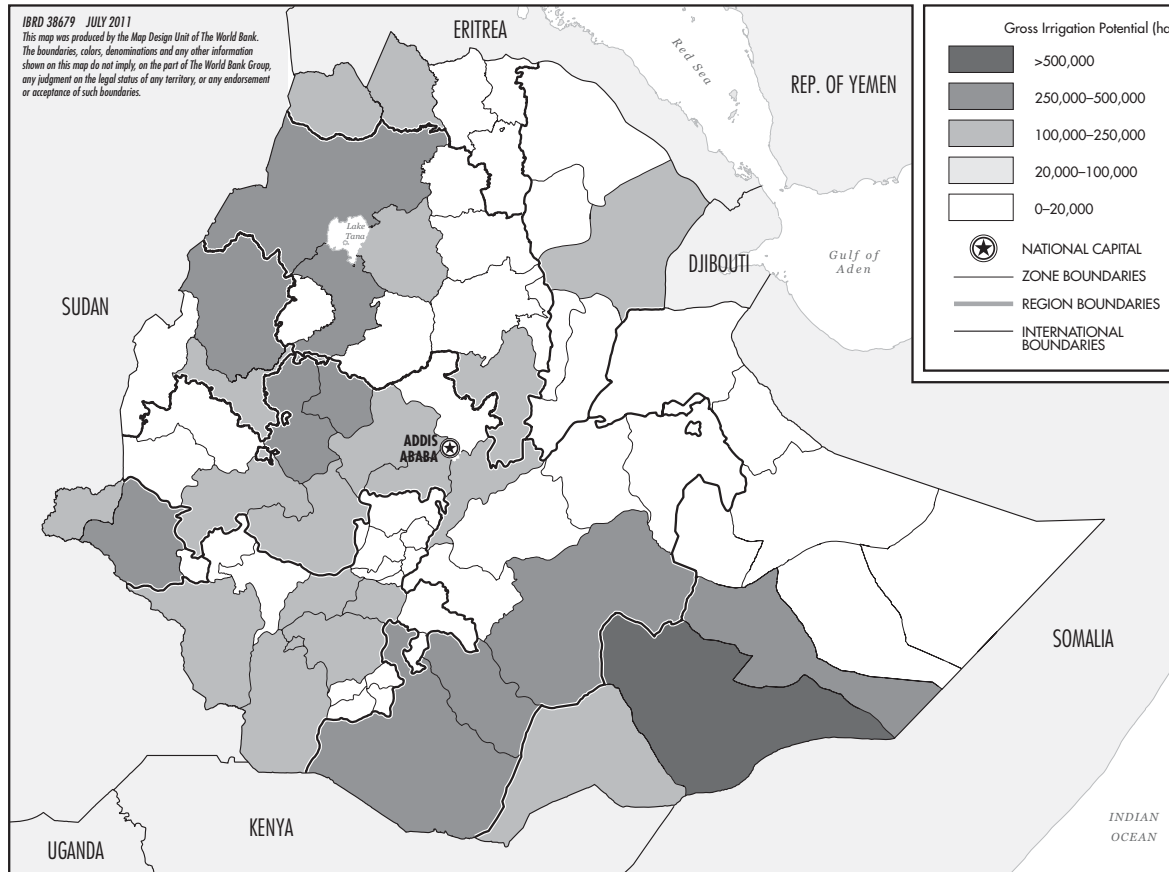 IBRD 38679 JULY 2011
This map was produced by the Map Design Unit of The World Bank.
The boundaries, colors, denominations and any other information
shown on this map do not imply, on the part of The World Bank Group,
any judgment on the legal status of any territory, or any endorsement
or acceptance of such boundaries.
ERITREA
Red Sea
REP. OF YEMEN
Gross Irrigation Potential (ha
>500,000
250,000–500,000
100,000–250,000
20,000–100,000
0–20,000
NATIONAL CAPITAL
ZONE BOUNDARIES
REGION BOUNDARIES
INTERNATIONAL
BOUNDARIES
Lake
Tana
DJIBOUTI
Gulf of
Aden
SUDAN
ADDIS
ABABA
SOMALIA
KENYA
UGANDA
INDIAN
OCEAN